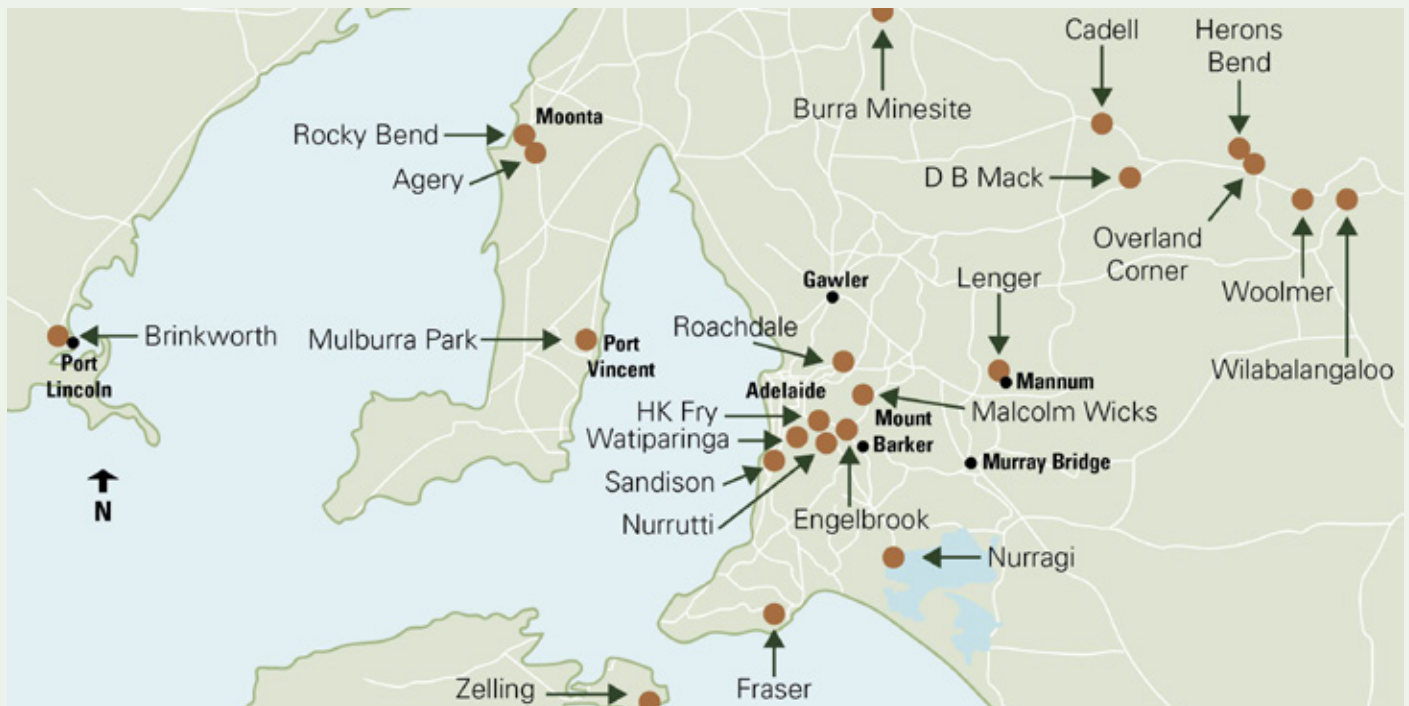 Cadell
Herons
Bend
Burra Minesite
Moonta
Rocky Bend
Agery
D B Mack
Overland
Corner
Woolmer
Wilabalangaloo
Gawler
Lenger
Roachdale
Brinkworth
Port
Lincoln
Mulburra Park
Port
Vincent
Mannum
Adelaide
Malcolm Wicks
HK Fry
Mount
Barker
Watiparinga
Murray Bridge
Sandison
Nurrutti
Engelbrook
N
Nurragi
Zelling
Fraser